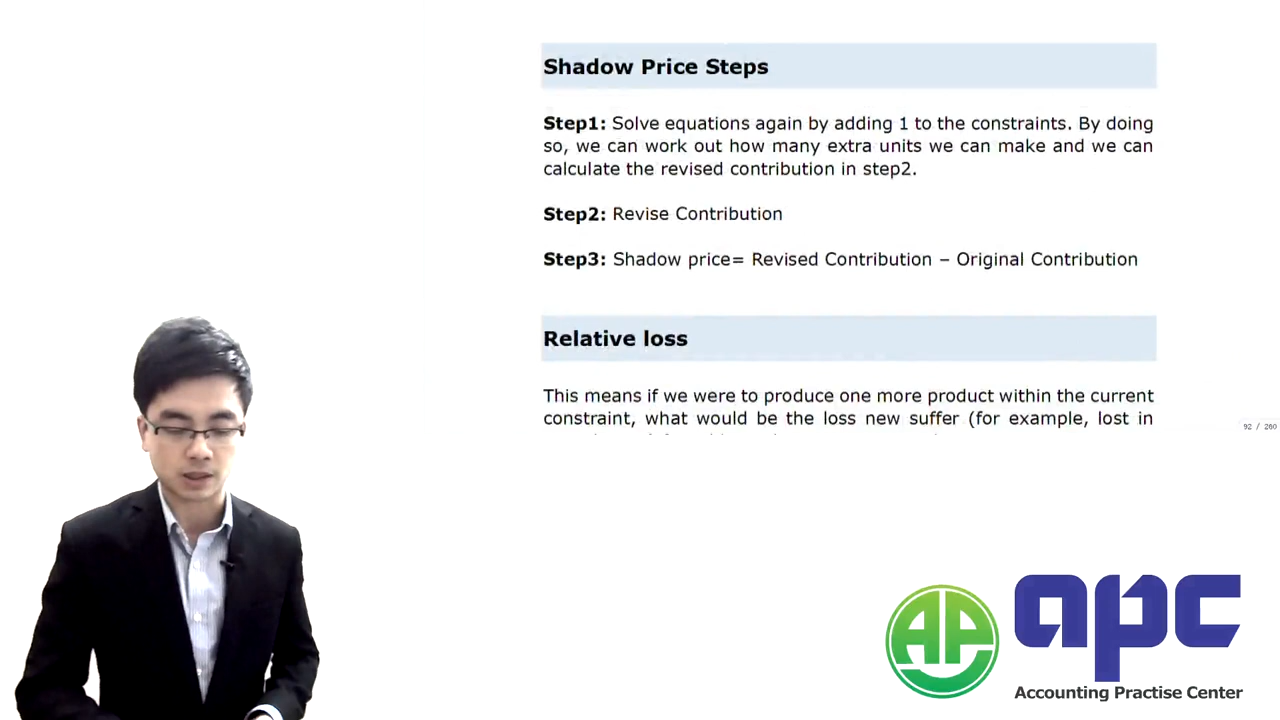 Shadow Price Steps
Step1: Solve equations again by adding 1 to the constraints. By doing
so, we can work out how many extra units we can make and we can
calculate the revised contribution in step2.
Step2: Revise Contribution
Step3: Shadow price= Revised Contribution – Original Contribution
Relative loss
This means if we were to produce one more product within the current
constraint, what would be the loss new suffer (for example, lost in
92 / 260
AP
apc
Accounting Practise Center